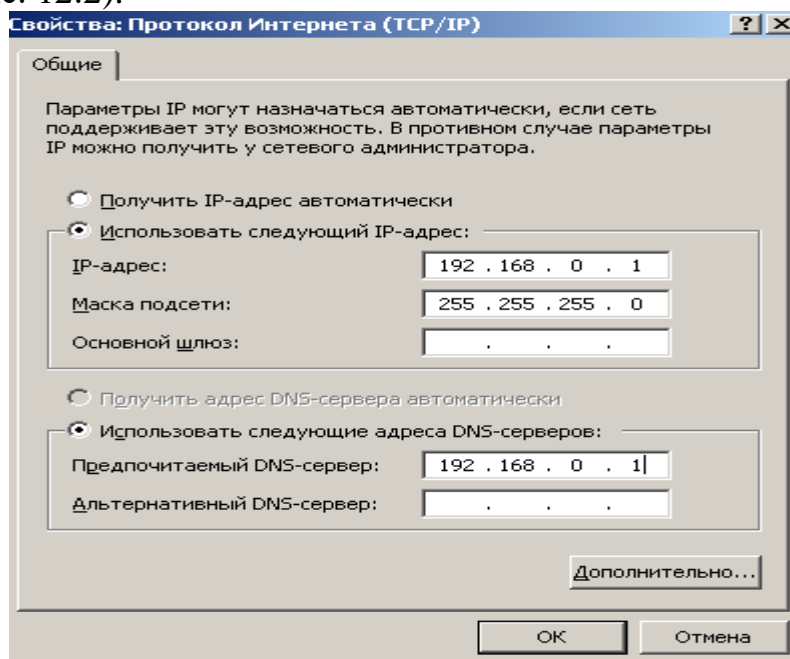 с. 12.2).
Свойства: Протокол Интернета (TCP/IP)
Общие
Параметры IP могут назначаться автоматически, если сеть
поддерживает эту возможность. В противном случае параметры
IP можно получить у сетевого администратора.
Получить IP-адрес автоматически
Использовать следующий IP-адрес:
IP-адрес: 192 . 168 . 0 . 1
Маска подсети: 255 . 255 . 255 . 0
Основной шлюз: . . .
Получить адрес DNS-сервера автоматически
Использовать следующие адреса DNS-серверов:
Предпочитаемый DNS-сервер: 192 . 168 . 0 . 1
Альтернативный DNS-сервер: . . .
Дополнительно...
ОК Отмена